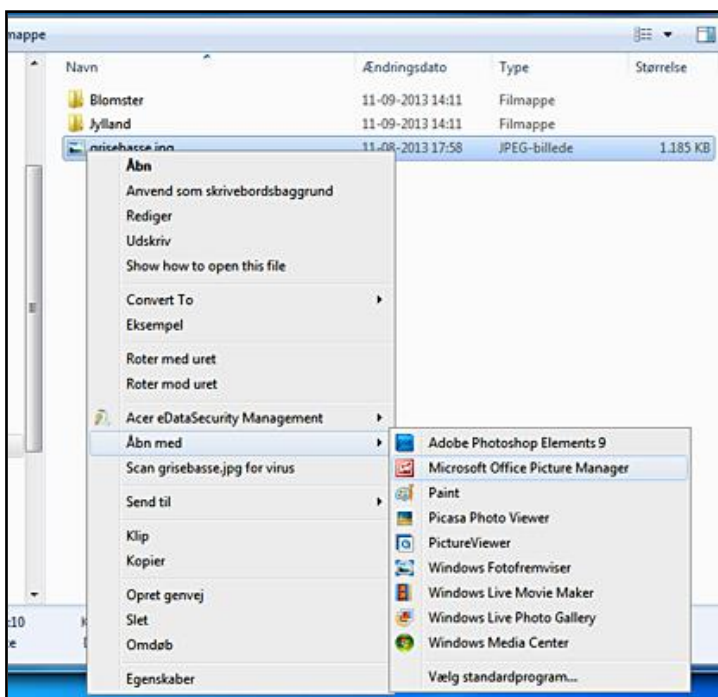 mappe
Navn Ændringsdato Type Størrelse
Blomster 11-09-2013 14:11 Filmappe
Jylland 11-09-2013 14:11 Filmappe
grisebasse.jpg 11-08-2013 17:58 JPEG-billede 1.185 KB
Åbn
Anvend som skrivebordsbaggrund
Rediger
Udskriv
Show how to open this file
Convert To
Eksempel
Roter med uret
Roter mod uret
Acer eDataSecurity Management
Åbn med
Scan grisebasse.jpg for virus
Send til
Klip
Kopier
Opret genvej
Slet
Omdøb
Egenskaber
Adobe Photoshop Elements 9
Microsoft Office Picture Manager
Paint
Picasa Photo Viewer
PictureViewer
Windows Fotofremviser
Windows Live Movie Maker
Windows Live Photo Gallery
Windows Media Center
Vælg standardprogram...